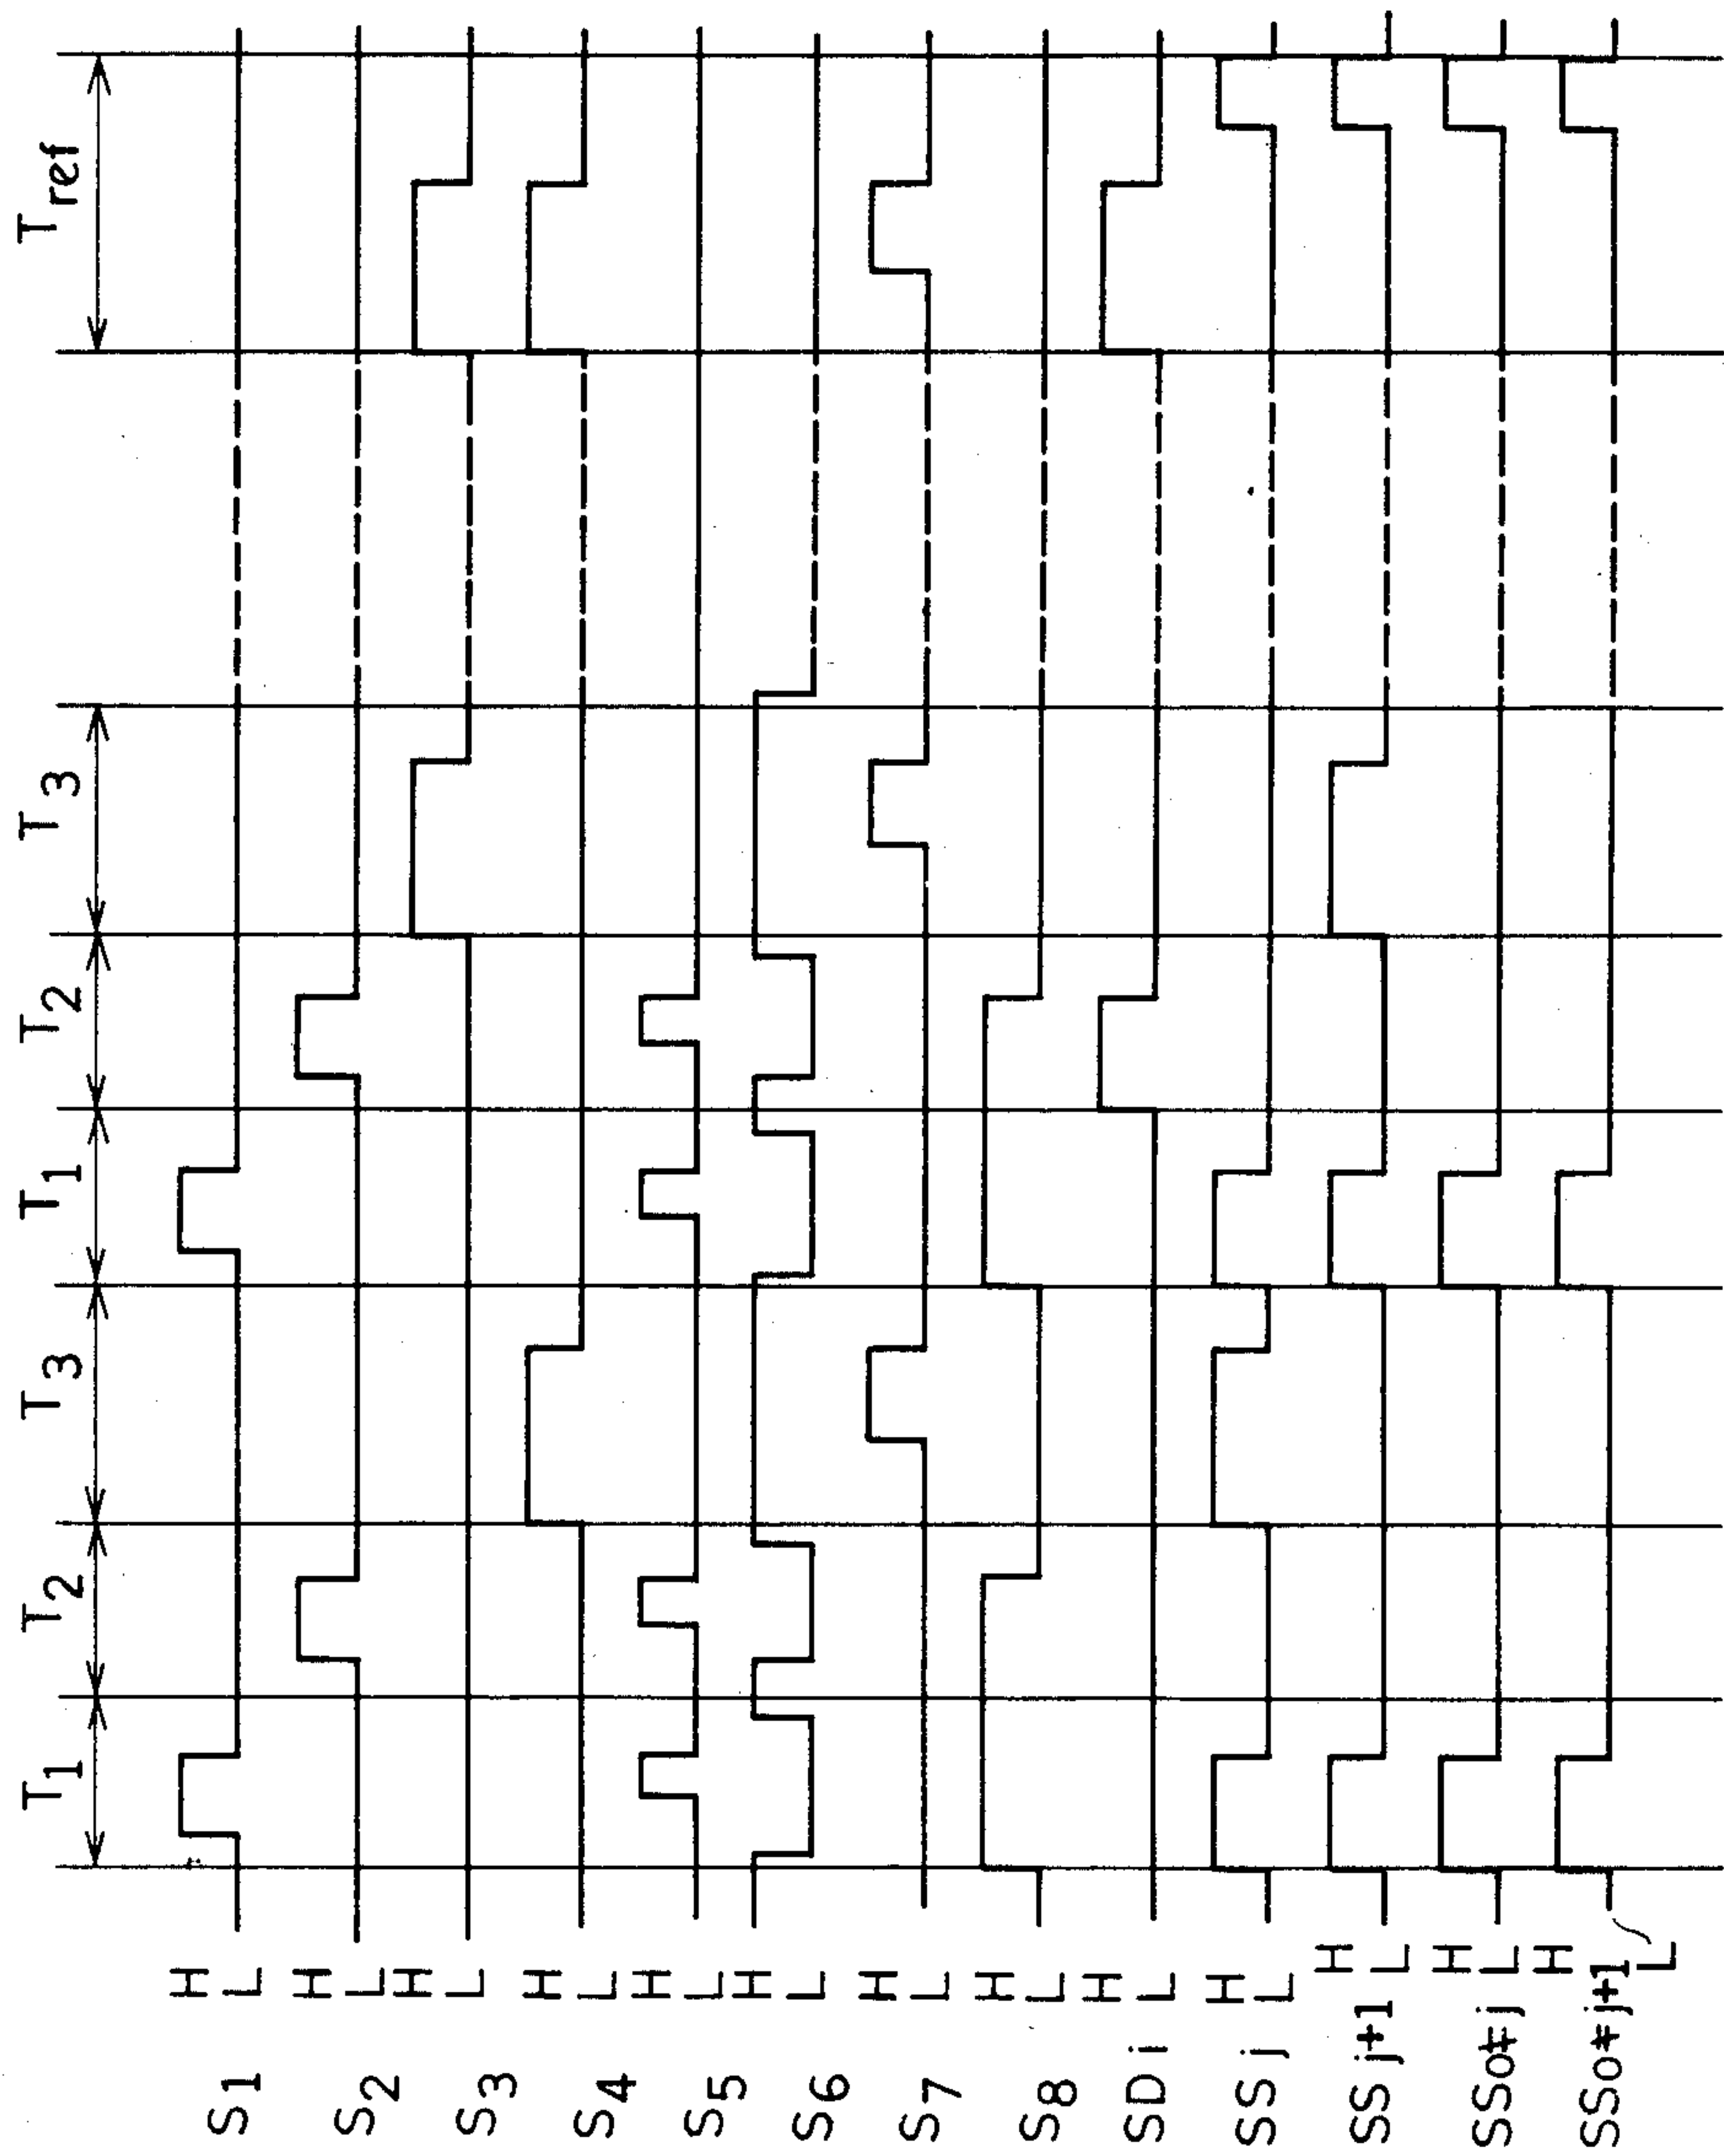 T1 T2 T3 T1 T2 T3 Tref
S1 H L
S2 H L
S3 H L
S4 H L
S5 H L
S6 H L
S7 H L
S8 H L
SDi H L
SSj H L
SSj+1 H L
SSo≠j H L
SSo≠j+1 H L